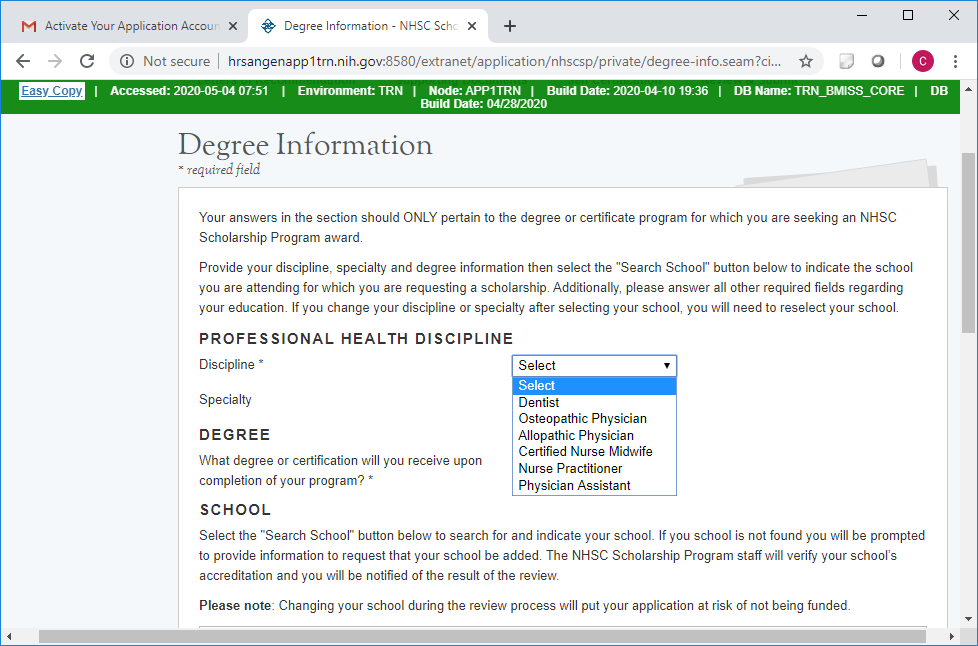 Activate Your Application Accoun
Degree Information - NHSC Scho
Not secure | hrsangenapp1trn.nih.gov:8580/extranet/application/nhscsp/private/degree-info.seam?ci...
C
Easy Copy | Accessed: 2020-05-04 07:51 | Environment: TRN | Node: APP1TRN | Build Date: 2020-04-10 19:36 | DB Name: TRN_BMISS_CORE | DB
Build Date: 04/28/2020
Degree Information
* required field
Your answers in the section should ONLY pertain to the degree or certificate program for which you are seeking an NHSC
Scholarship Program award.
Provide your discipline, specialty and degree information then select the "Search School" button below to indicate the school
you are attending for which you are requesting a scholarship. Additionally, please answer all other required fields regarding
your education. If you change your discipline or specialty after selecting your school, you will need to reselect your school.
PROFESSIONAL HEALTH DISCIPLINE
Discipline *
Select
Select
Dentist
Osteopathic Physician
Allopathic Physician
Certified Nurse Midwife
Nurse Practitioner
Physician Assistant
Specialty
DEGREE
What degree or certification will you receive upon
completion of your program? *
SCHOOL
Select the "Search School" button below to search for and indicate your school. If you school is not found you will be prompted
to provide information to request that your school be added. The NHSC Scholarship Program staff will verify your school's
accreditation and you will be notified of the result of the review.
Please note: Changing your school during the review process will put your application at risk of not being funded.